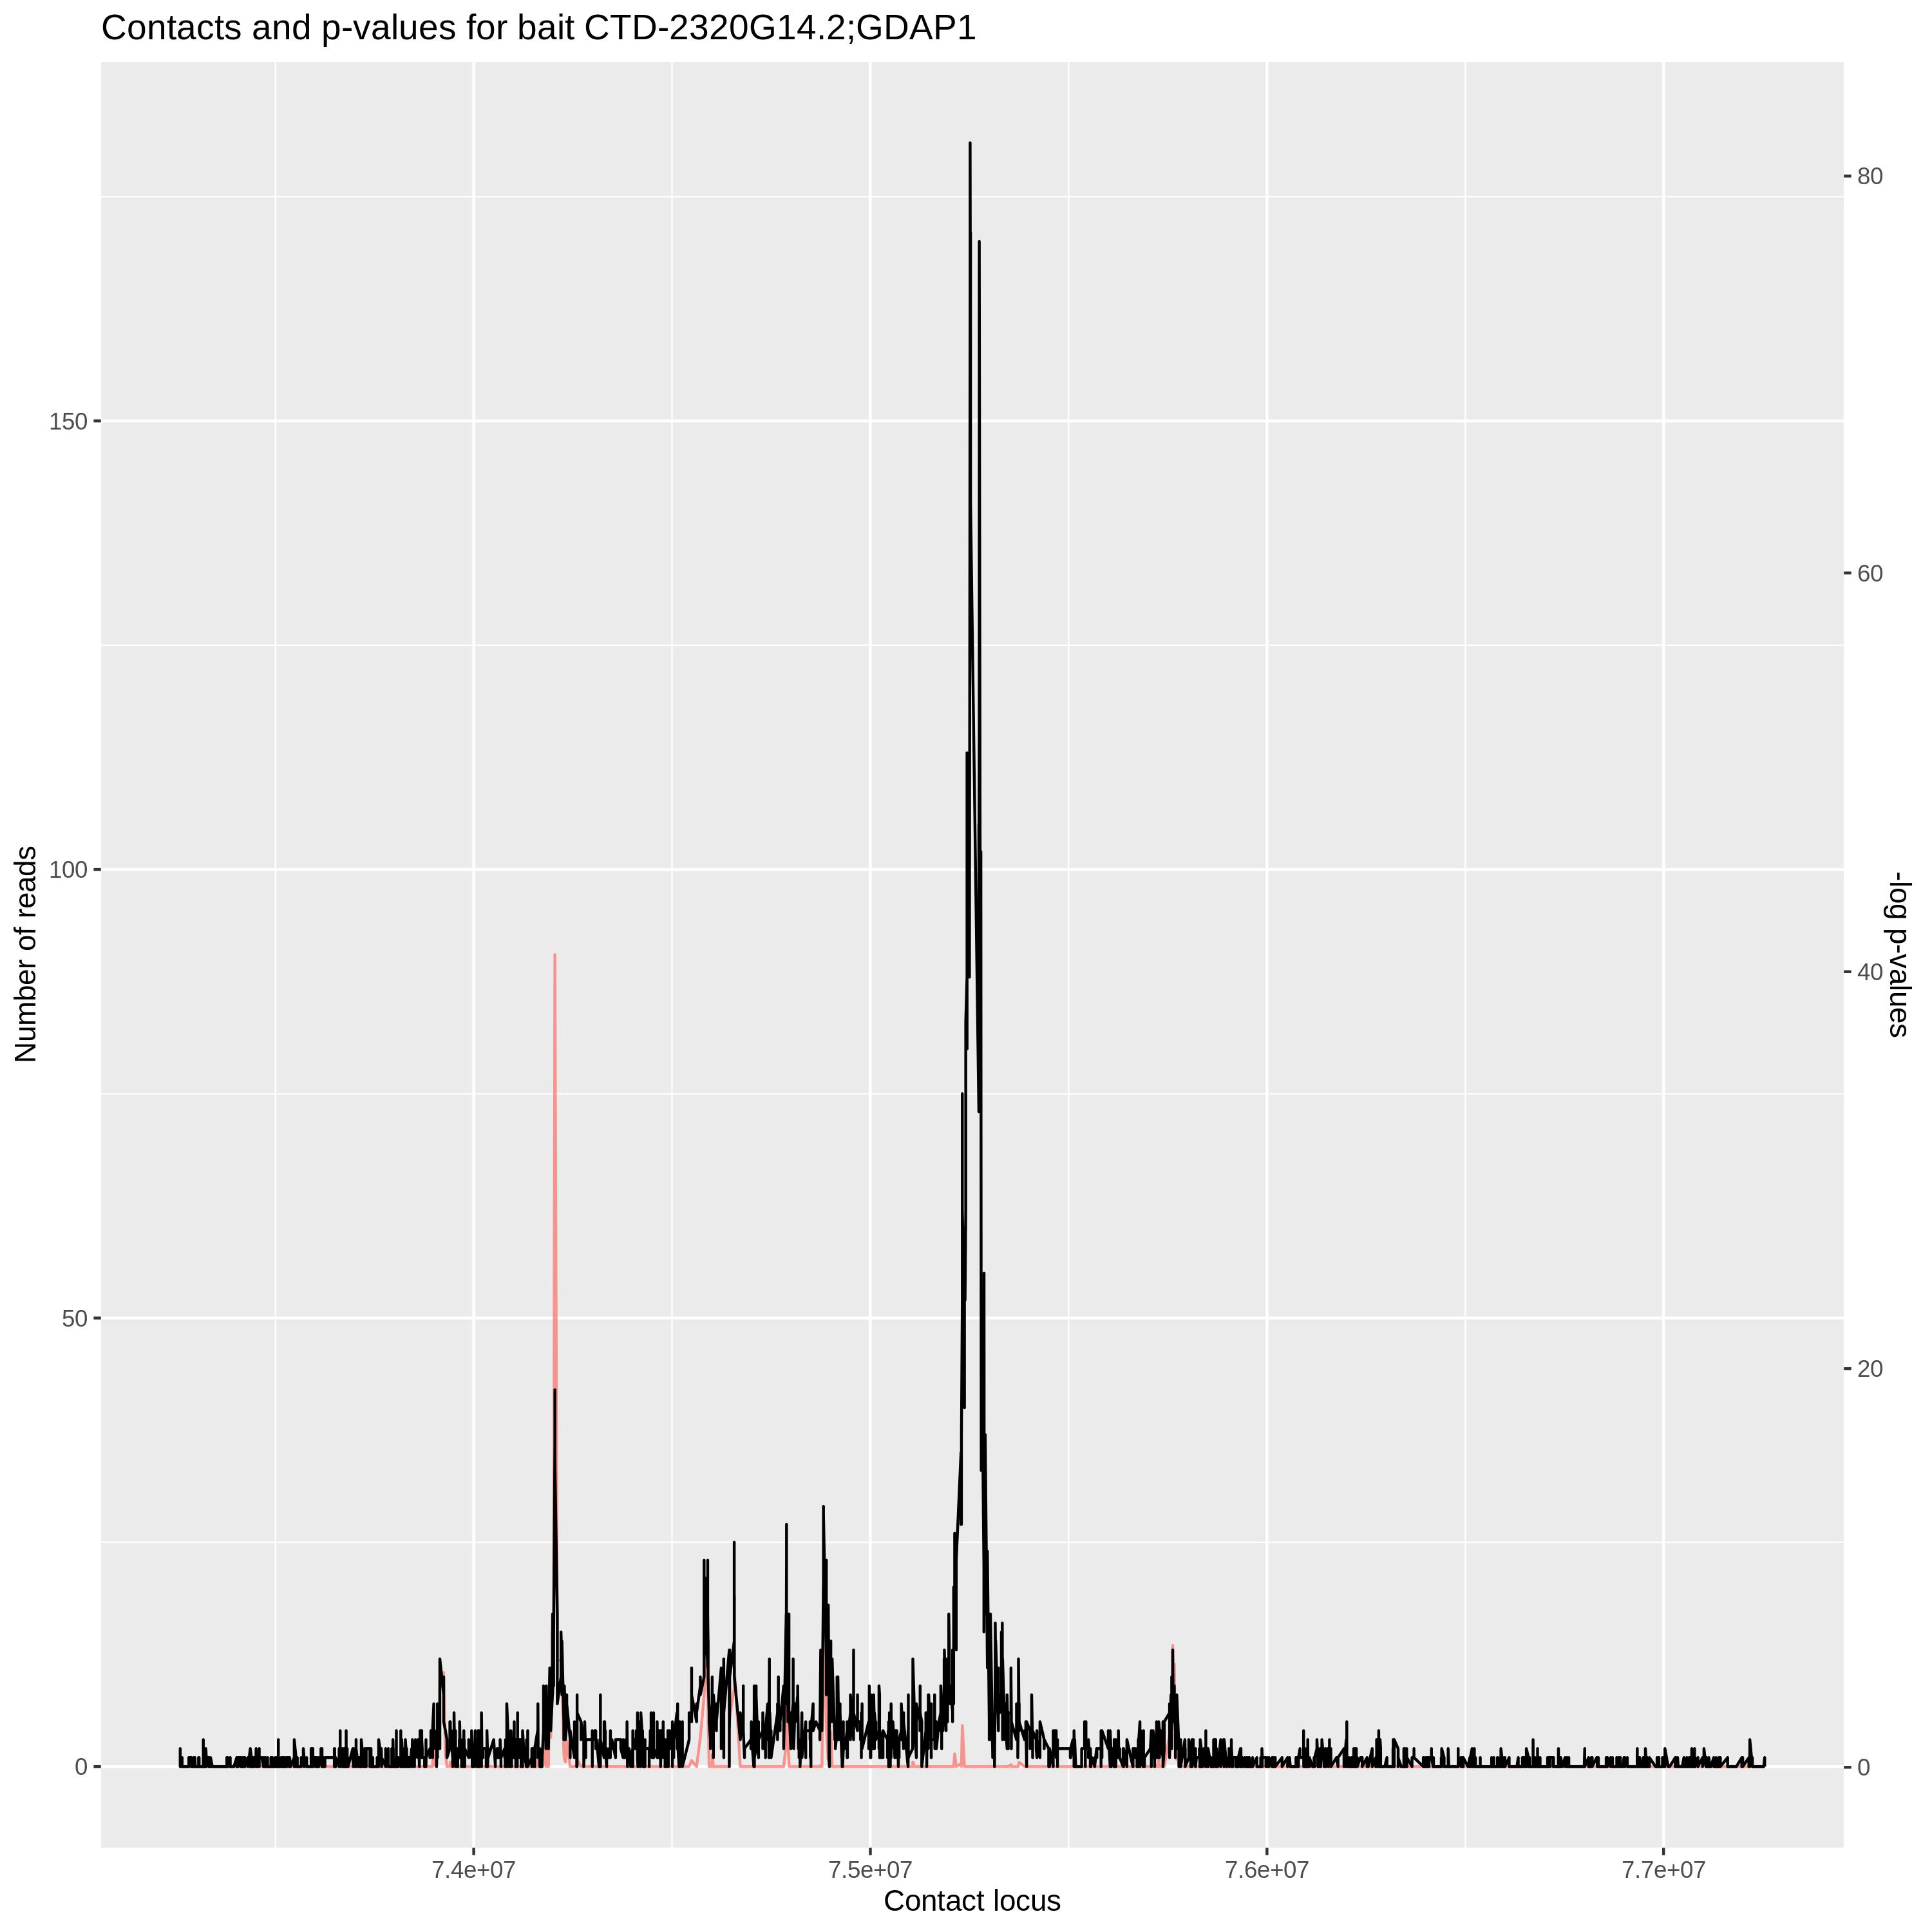 Contacts and p-values for bait CTD-2320G14.2;GDAP1
80
150
60
100
Number of reads
-log p-values
40
50
20
0
0
7.4e+07
7.5e+07
7.6e+07
7.7e+07
Contact locus